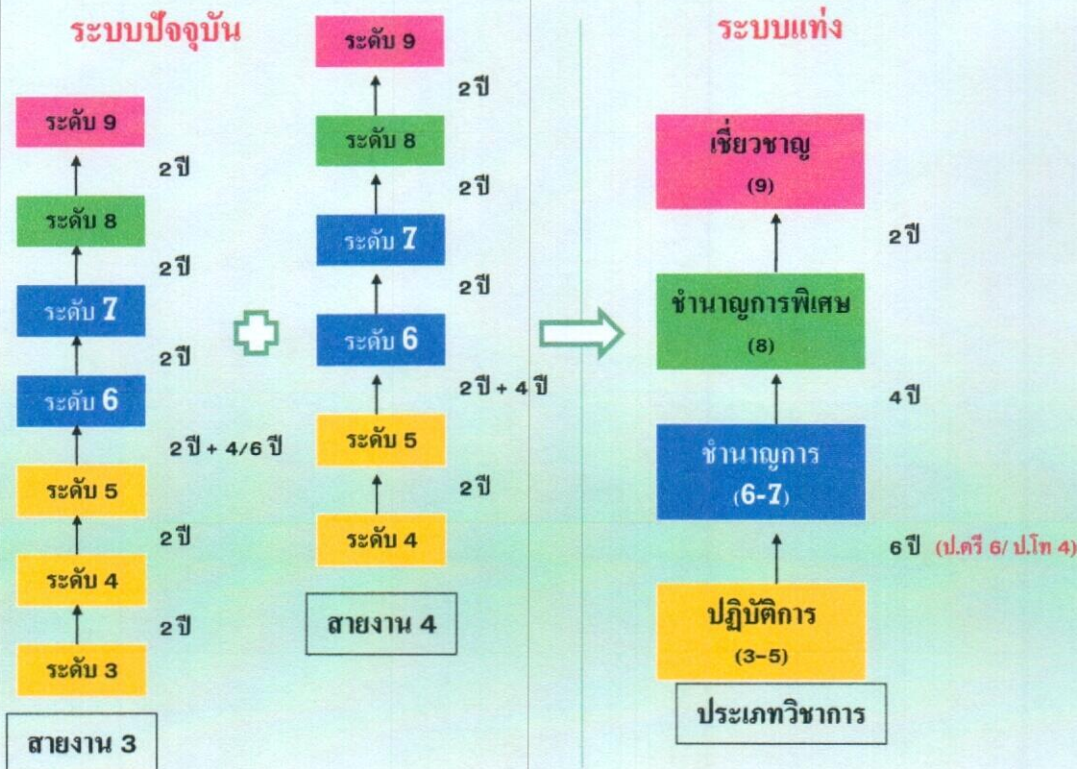 ระบบปัจจุบัน
ระดับ 9
2 ปี
ระดับ 8
2 ปี
ระดับ 7
2 ปี
ระดับ 6
2 ปี + 4/6 ปี
ระดับ 5
2 ปี
ระดับ 4
2 ปี
ระดับ 3
สายงาน 3
ระดับ 9
2 ปี
ระดับ 8
2 ปี
ระดับ 7
2 ปี
ระดับ 6
2 ปี + 4 ปี
ระดับ 5
2 ปี
ระดับ 4
สายงาน 4
ระบบแท่ง
เชี่ยวชาญ
(9)
2 ปี
ชำนาญการพิเศษ
(8)
4 ปี
ชำนาญการ
(6-7)
6 ปี (ป.ตรี 6/ ป.โท 4)
ปฏิบัติการ
(3-5)
ประเภทวิชาการ